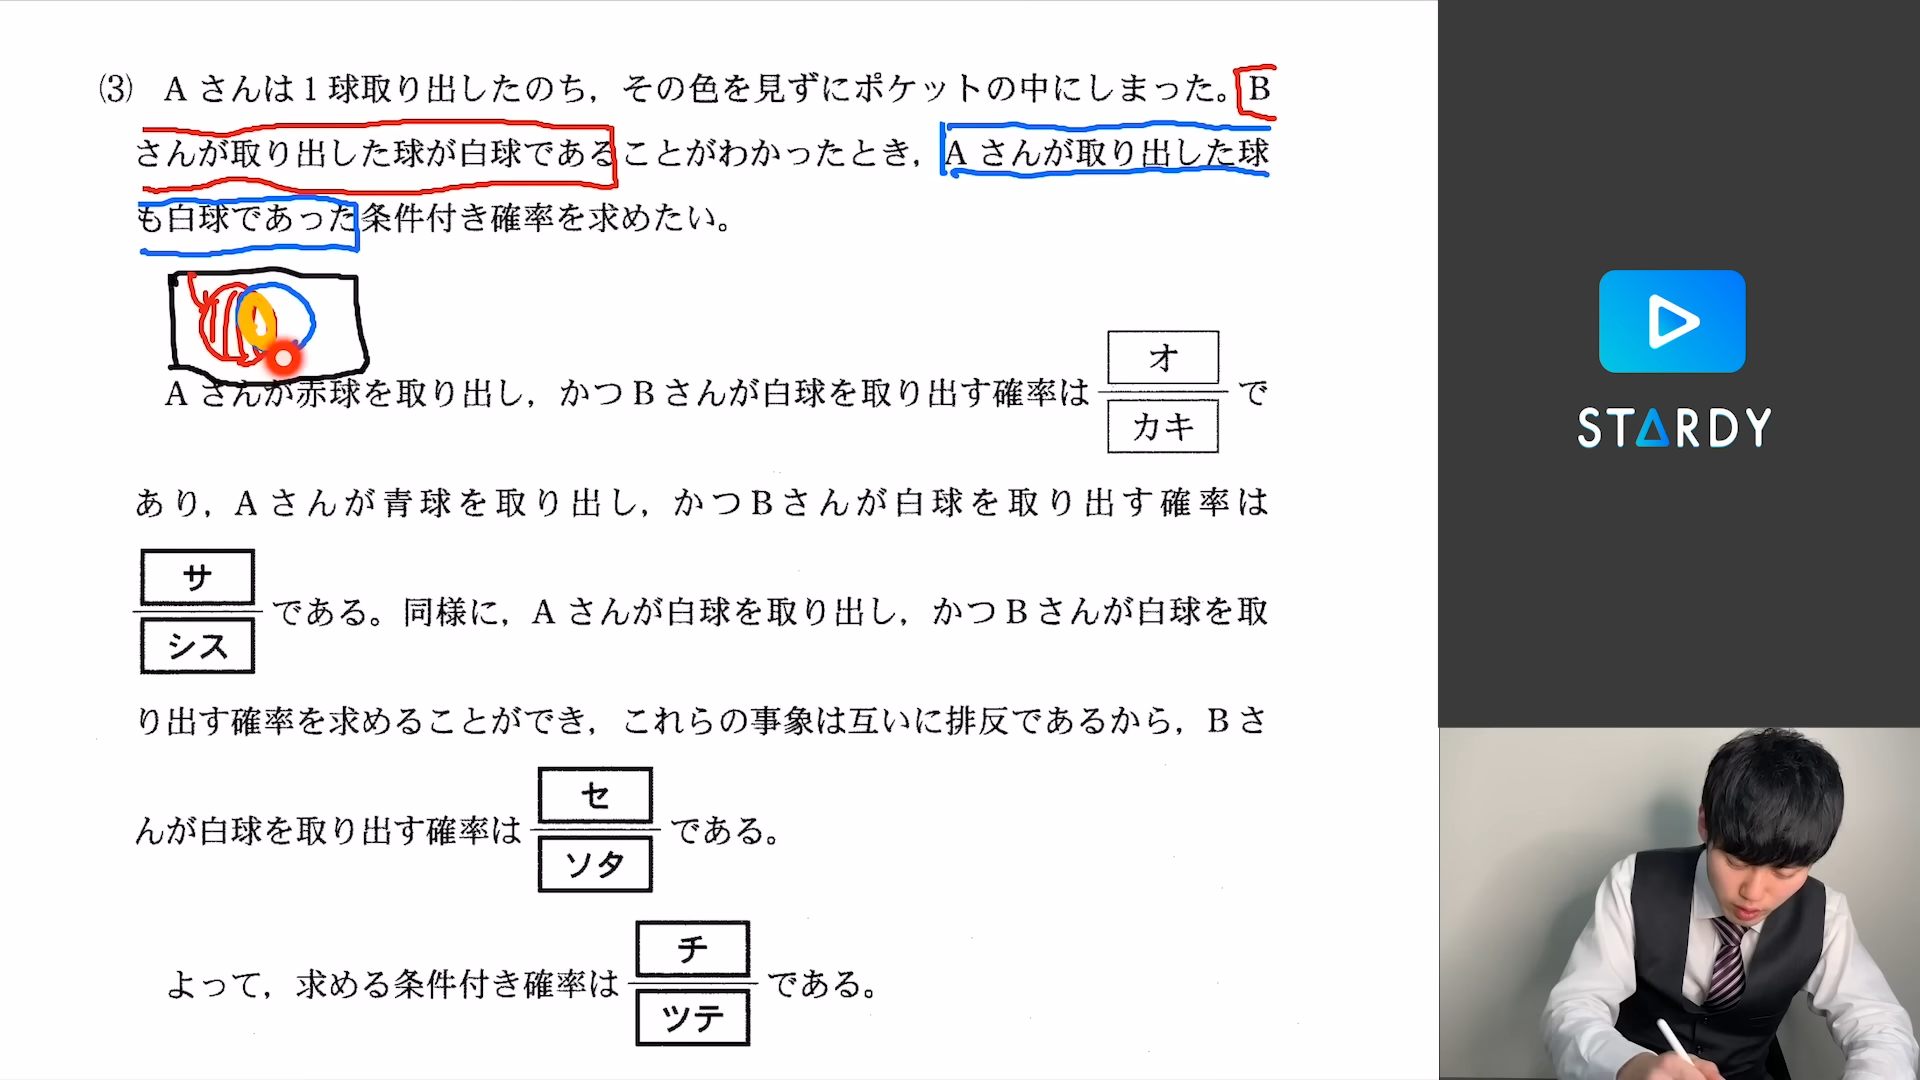 (3) Aさんは1球取り出したのち，その色を見ずにポケットの中にしまった。B
さんが取り出した球が白球であることがわかったとき，Aさんが取り出した球
も白球であった条件付き確率を求めたい。
Aさんが赤球を取り出し，かつBさんが白球を取り出す確率は オ/カキ で
あり，Aさんが青球を取り出し，かつBさんが白球を取り出す確率は
サ/シス である。同様に，Aさんが白球を取り出し，かつBさんが白球を取
り出す確率を求めることができ，これらの事象は互いに排反であるから，Bさ
んが白球を取り出す確率は セ/ソタ である。
よって，求める条件付き確率は チ/ツテ である。
STARDY